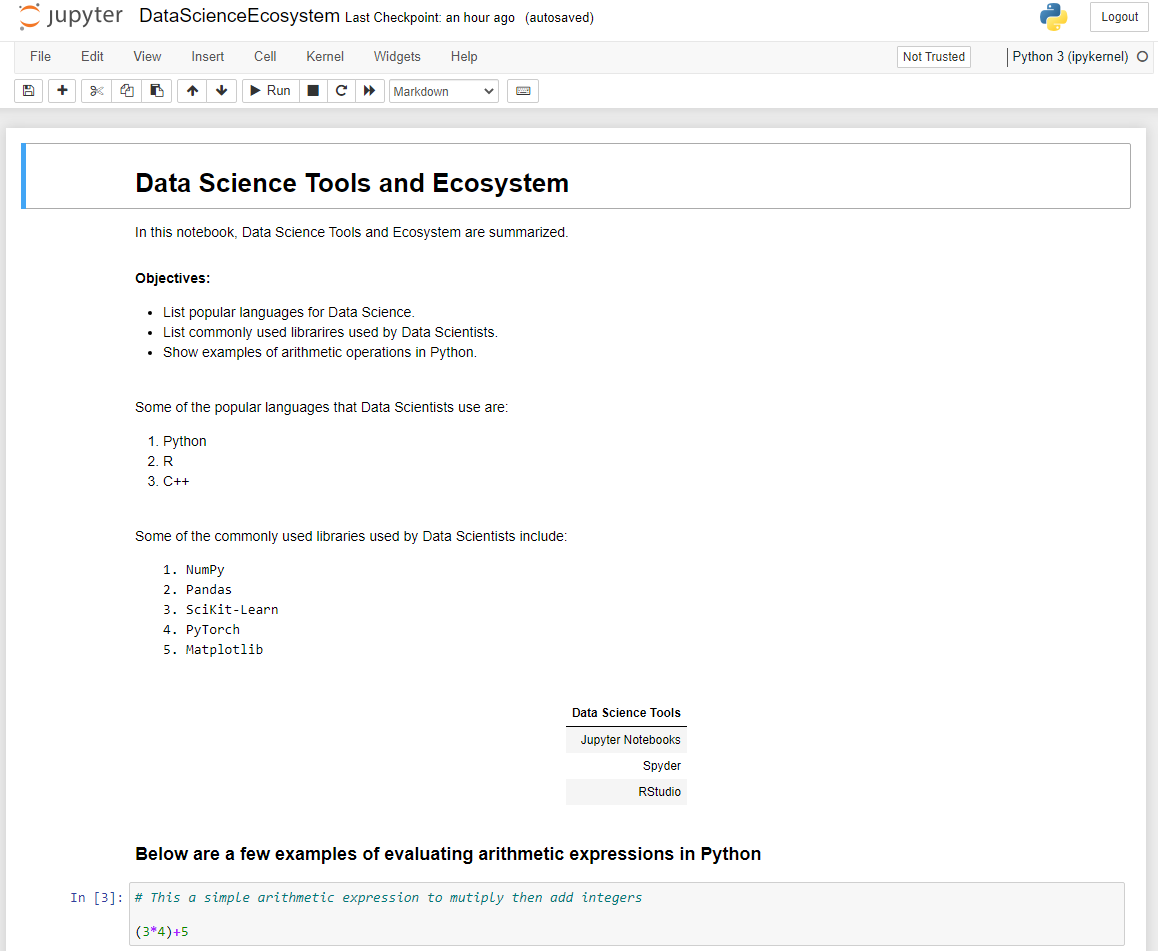 jupyter DataScienceEcosystem Last Checkpoint: an hour ago (autosaved) Logout
File Edit View Insert Cell Kernel Widgets Help Not Trusted Python 3 (ipykernel)
Run Markdown
Data Science Tools and Ecosystem
In this notebook, Data Science Tools and Ecosystem are summarized.
Objectives:
• List popular languages for Data Science.
• List commonly used librarires used by Data Scientists.
• Show examples of arithmetic operations in Python.
Some of the popular languages that Data Scientists use are:
1. Python
2. R
3. C++
Some of the commonly used libraries used by Data Scientists include:
1. NumPy
2. Pandas
3. SciKit-Learn
4. PyTorch
5. Matplotlib
Data Science Tools
Jupyter Notebooks
Spyder
RStudio
Below are a few examples of evaluating arithmetic expressions in Python
In [3]: # This a simple arithmetic expression to mutiply then add integers
(3*4)+5